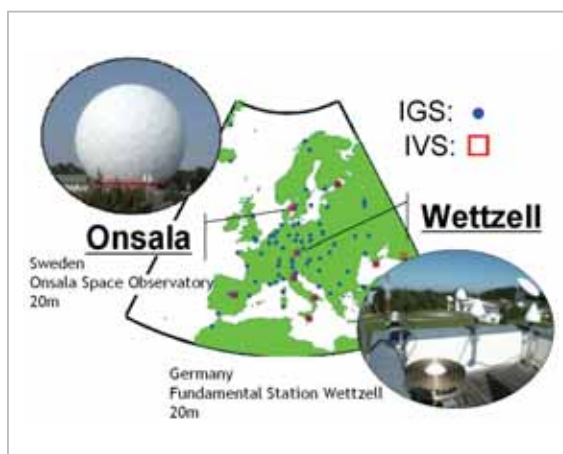 IGS:
IVS:
Onsala
Wettzell
Sweden
Onsala Space Observatory
20m
Germany
Fundamental Station Wettzell
20m